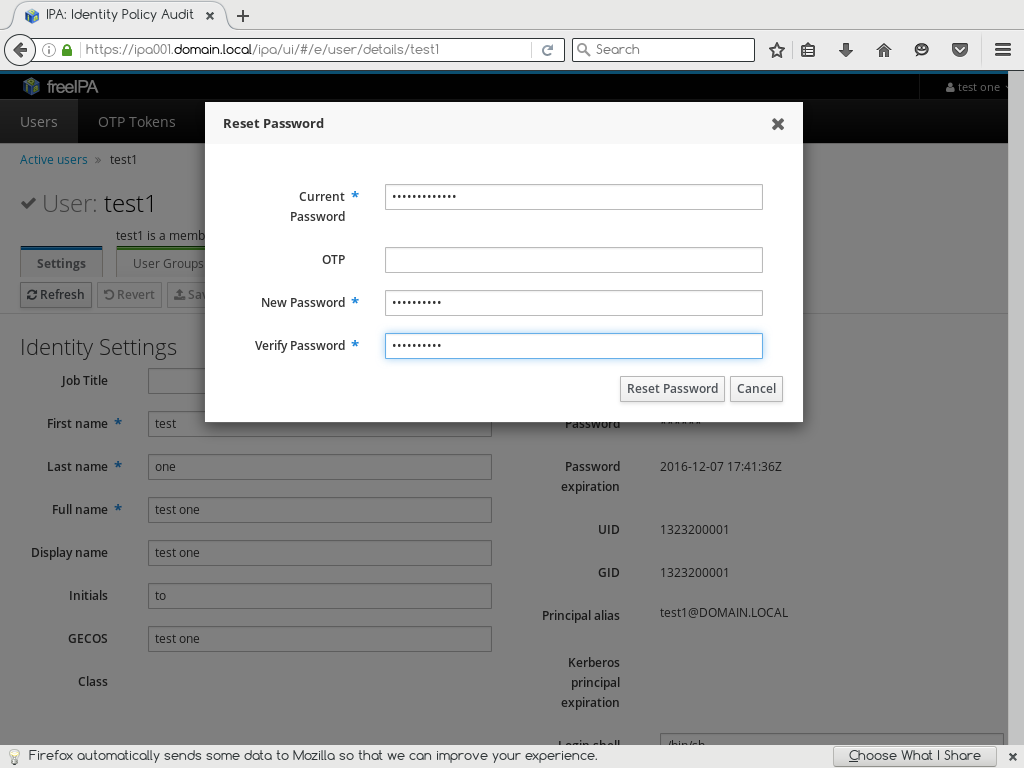 IPA: Identity Policy Audit
https://ipa001.domain.local/ipa/ui/#/e/user/details/test1
Search
freeIPA
test one
Users
OTP Tokens
Reset Password
Active users » test1
User: test1
Current Password *
•••••••••••••
test1 is a memb
OTP
Settings
User Groups
Refresh
Revert
Sav
New Password *
••••••••••
Verify Password *
••••••••••
Identity Settings
Reset Password
Cancel
Job Title
First name *
test
Password
Last name *
one
Password expiration
2016-12-07 17:41:36Z
Full name *
test one
UID
1323200001
Display name
test one
GID
1323200001
Initials
to
Principal alias
test1@DOMAIN.LOCAL
GECOS
test one
Class
Kerberos principal expiration
Login shell
/bin/sh
Firefox automatically sends some data to Mozilla so that we can improve your experience.
Choose What I Share